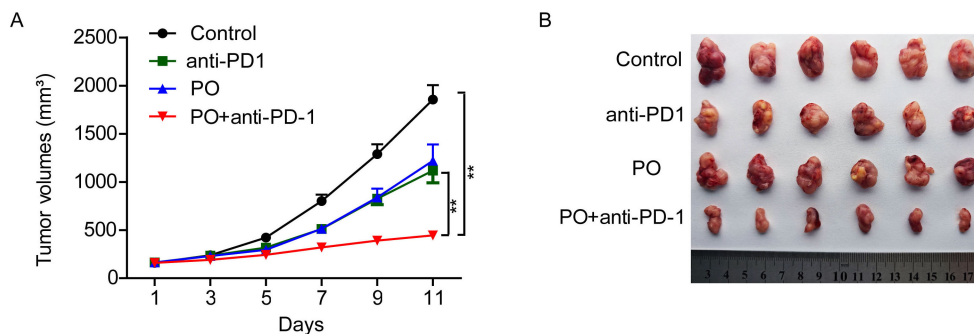 A
Tumor volumes (mm³)
2500
2000
1500
1000
500
0
Control
anti-PD1
PO
PO+anti-PD-1
**
**
1 3 5 7 9 11
Days
B
Control
anti-PD1
PO
PO+anti-PD-1
3 4 5 6 7 8 9 10 11 12 13 14 15 16 17